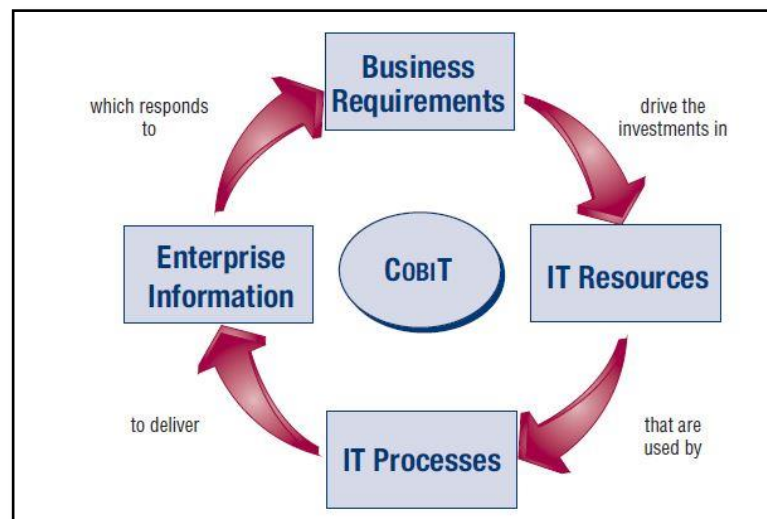 Business
Requirements
which responds
to
drive the
investments in
Enterprise
Information
COBIT
IT Resources
to deliver
IT Processes
that are
used by